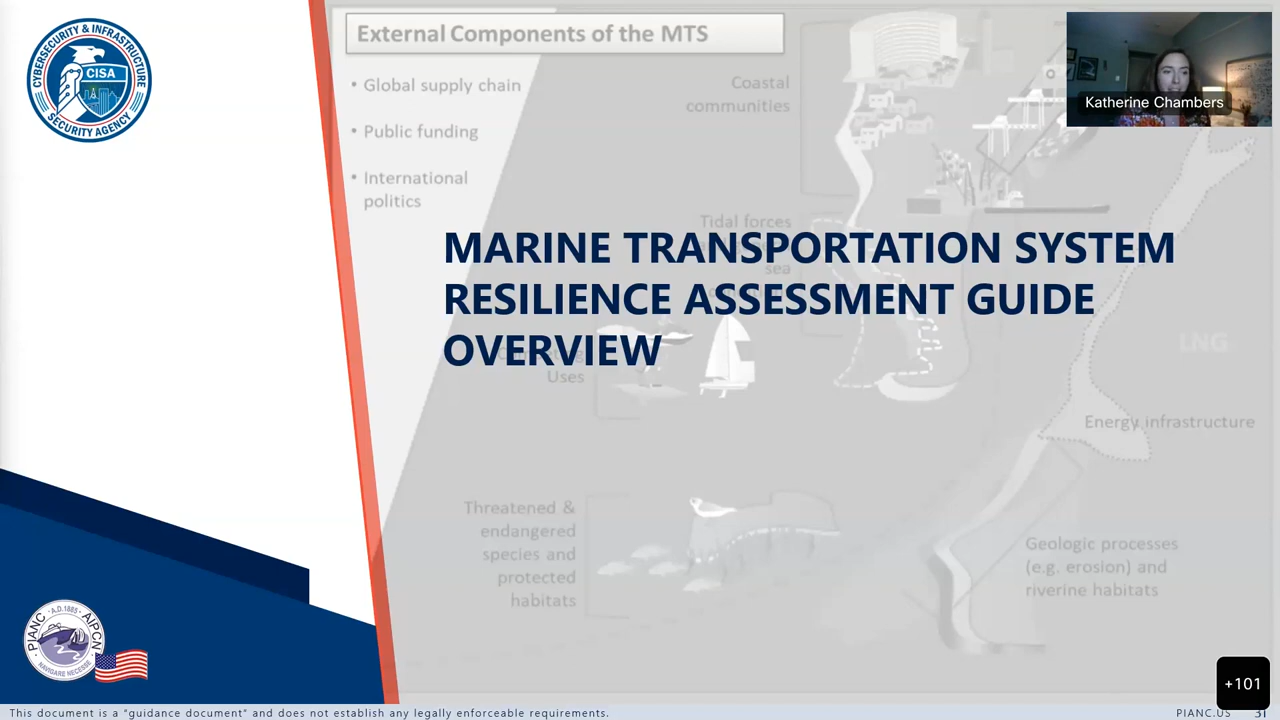 CYBERSECURITY & INFRASTRUCTURE
SECURITY AGENCY
CISA
External Components of the MTS
• Global supply chain
• Public funding
• International
politics
Coastal
communities
Katherine Chambers
Tidal forces
sea
MARINE TRANSPORTATION SYSTEM
RESILIENCE ASSESSMENT GUIDE
OVERVIEW
Uses
LNG
Energy infrastructure
Threatened &
endangered
species and
protected
habitats
Geologic processes
(e.g. erosion) and
riverine habitats
PIANC · A.D. 1885 · AIPCN
NAVIGARE NECESSE
+101
This document is a "guidance document" and does not establish any legally enforceable requirements.
PIANC.US 31